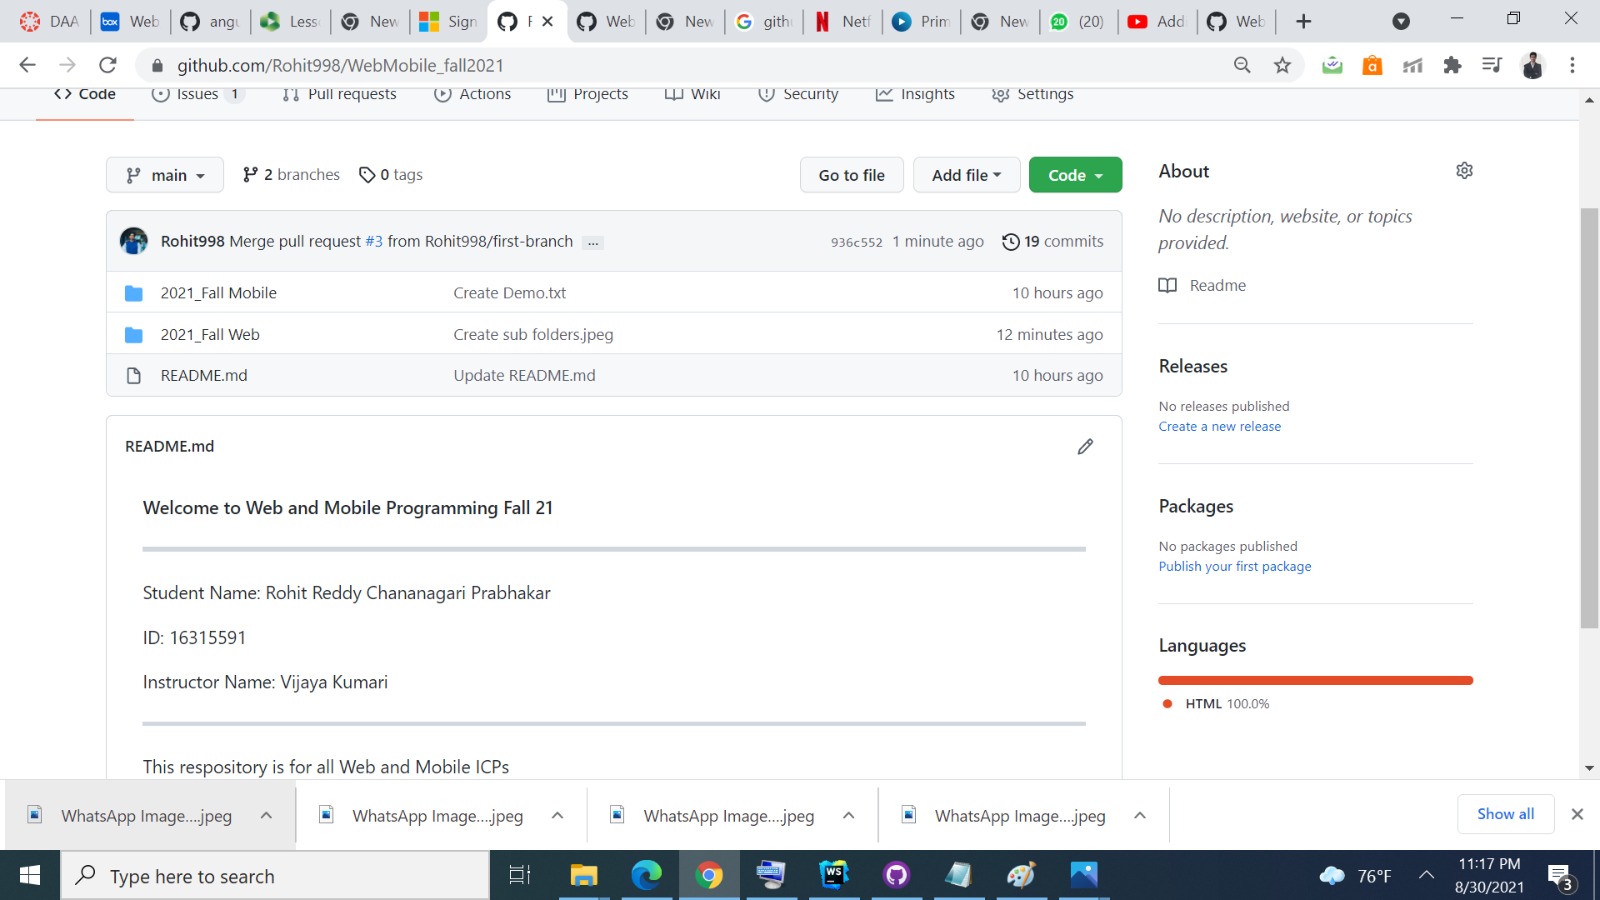 DAA
Web
angu
Less
New
Sign
F
Web
New
gith
Netf
Prim
New
20 (20)
Add
Web
github.com/Rohit998/WebMobile_fall2021
Code Issues 1 Pull requests Actions Projects Wiki Security Insights Settings
main 2 branches 0 tags Go to file Add file Code
Rohit998 Merge pull request #3 from Rohit998/first-branch ... 936c552 1 minute ago 19 commits
2021_Fall Mobile Create Demo.txt 10 hours ago
2021_Fall Web Create sub folders.jpeg 12 minutes ago
README.md Update README.md 10 hours ago
README.md
Welcome to Web and Mobile Programming Fall 21
Student Name: Rohit Reddy Chananagari Prabhakar
ID: 16315591
Instructor Name: Vijaya Kumari
This respository is for all Web and Mobile ICPs
About
No description, website, or topics
provided.
Readme
Releases
No releases published
Create a new release
Packages
No packages published
Publish your first package
Languages
HTML 100.0%
WhatsApp Image....jpeg WhatsApp Image....jpeg WhatsApp Image....jpeg WhatsApp Image....jpeg Show all
Type here to search
WS
76°F
11:17 PM
8/30/2021
3